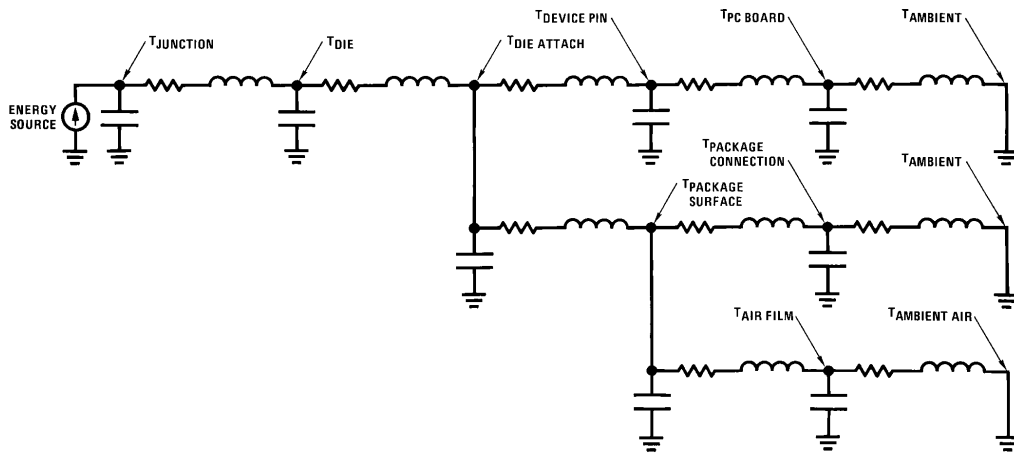 TJUNCTION
TDIE
TDEVICE PIN
TDIE ATTACH
TPC BOARD
TAMBIENT
ENERGY
SOURCE
TPACKAGE
CONNECTION
TAMBIENT
TPACKAGE
SURFACE
TAIR FILM
TAMBIENT AIR